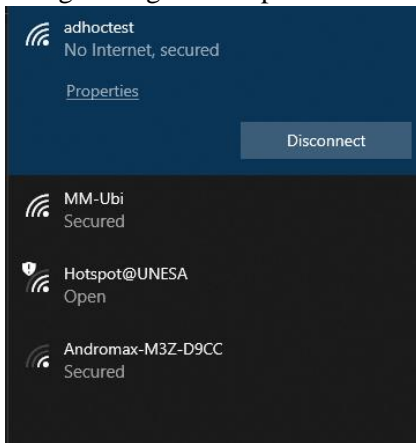 adhoctest
No Internet, secured
Properties
Disconnect
MM-Ubi
Secured
Hotspot@UNESA
Open
Andromax-M3Z-D9CC
Secured